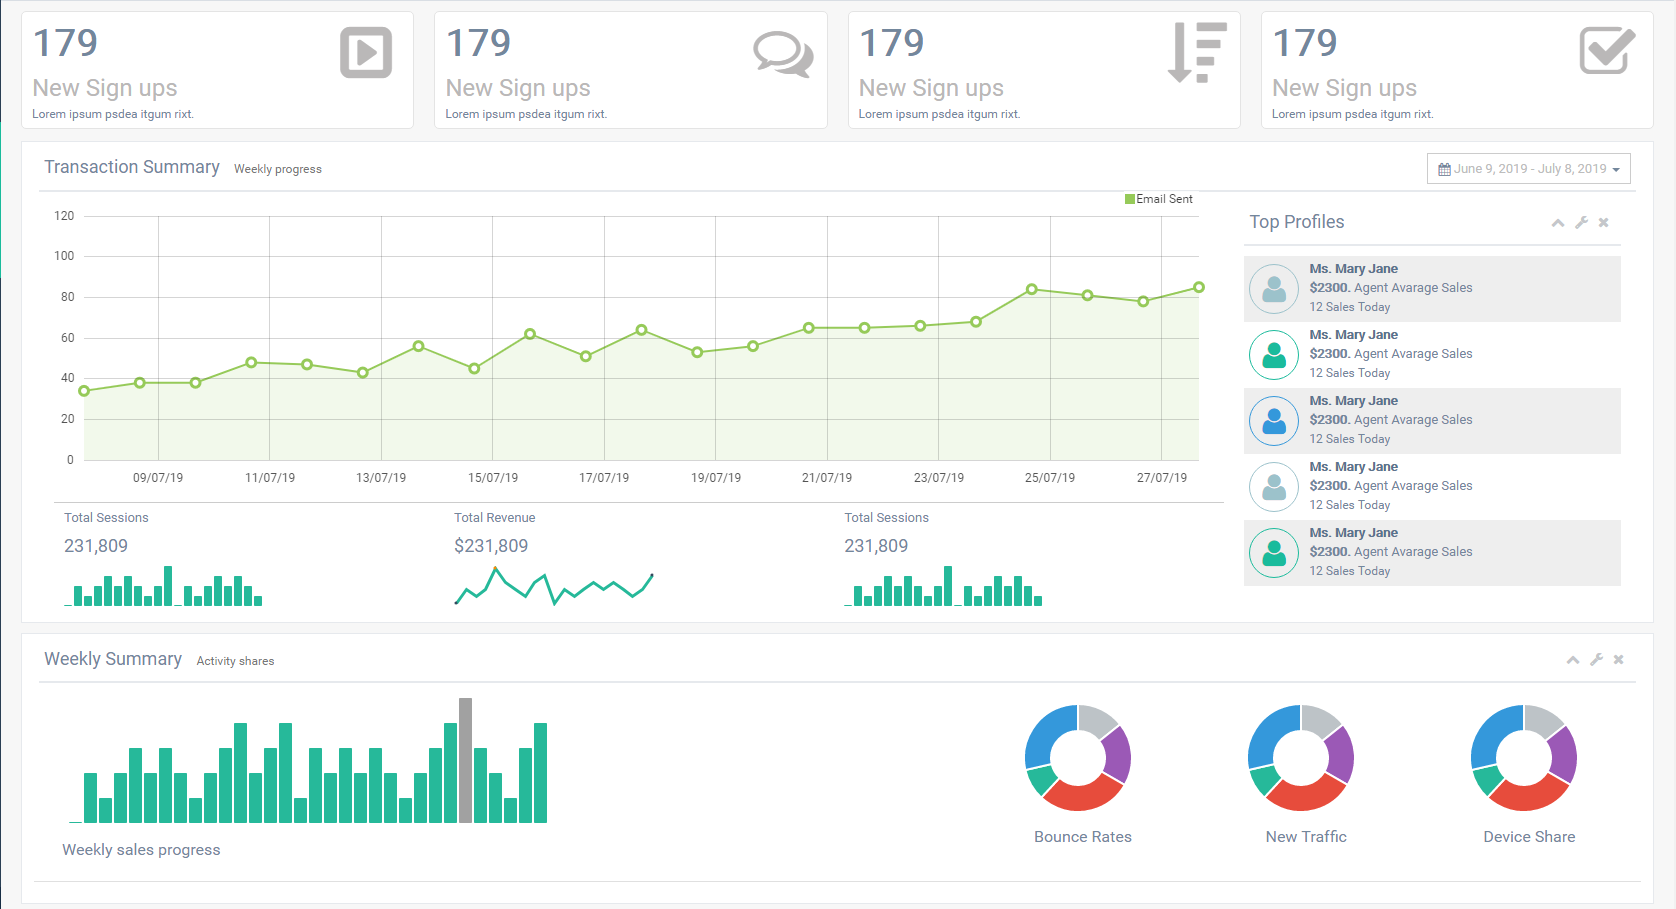 179
New Sign ups
Lorem ipsum psdea itgum rixt.
179
New Sign ups
Lorem ipsum psdea itgum rixt.
179
New Sign ups
Lorem ipsum psdea itgum rixt.
179
New Sign ups
Lorem ipsum psdea itgum rixt.
Transaction Summary Weekly progress
June 9, 2019 - July 8, 2019
Email Sent
120
100
80
60
40
20
0
09/07/19 11/07/19 13/07/19 15/07/19 17/07/19 19/07/19 21/07/19 23/07/19 25/07/19 27/07/19
Total Sessions
231,809
Total Revenue
$231,809
Total Sessions
231,809
Top Profiles
Ms. Mary Jane
$2300. Agent Avarage Sales
12 Sales Today
Ms. Mary Jane
$2300. Agent Avarage Sales
12 Sales Today
Ms. Mary Jane
$2300. Agent Avarage Sales
12 Sales Today
Ms. Mary Jane
$2300. Agent Avarage Sales
12 Sales Today
Ms. Mary Jane
$2300. Agent Avarage Sales
12 Sales Today
Weekly Summary Activity shares
Weekly sales progress
Bounce Rates
New Traffic
Device Share